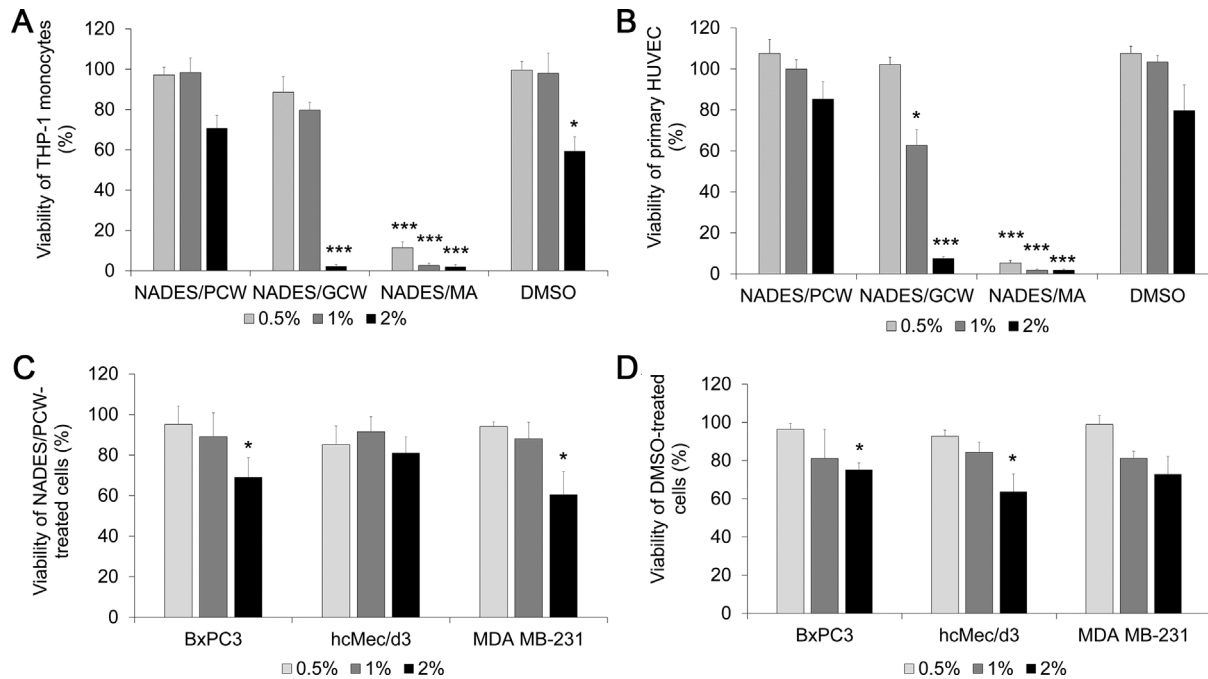 A
Viability of THP-1 monocytes
(%)
120
100
80
60
40
20
0
***
***
***
***
*
NADES/PCW
NADES/GCW
NADES/MA
DMSO
0.5%
1%
2%
B
Viability of primary HUVEC
(%)
120
100
80
60
40
20
0
*
***
***
***
***
NADES/PCW
NADES/GCW
NADES/MA
DMSO
0.5%
1%
2%
C
Viability of NADES/PCW-
treated cells (%)
120
100
80
60
40
20
0
*
*
BxPC3
hcMec/d3
MDA MB-231
0.5%
1%
2%
D
Viability of DMSO-treated
cells (%)
120
100
80
60
40
20
0
*
*
BxPC3
hcMec/d3
MDA MB-231
0.5%
1%
2%